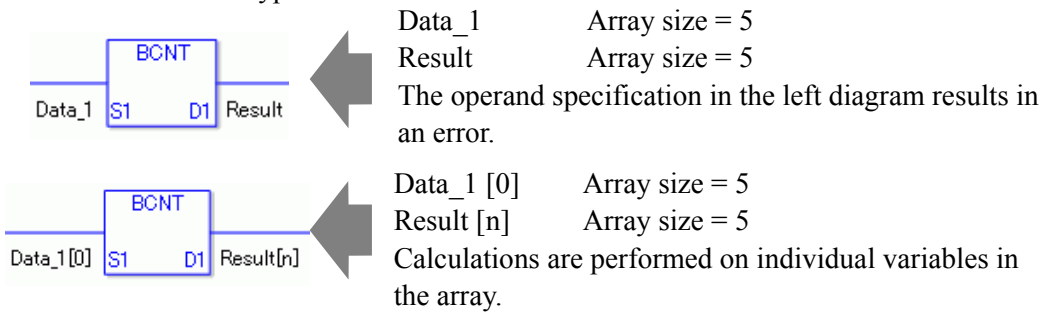 Data_1 Array size = 5
BCNT
Result Array size = 5
The operand specification in the left diagram results in
Data_1 S1 D1 Result
an error.
Data_1 [0] Array size = 5
BCNT
Result [n] Array size = 5
Data_1[0] S1 D1 Result[n]
Calculations are performed on individual variables in
the array.